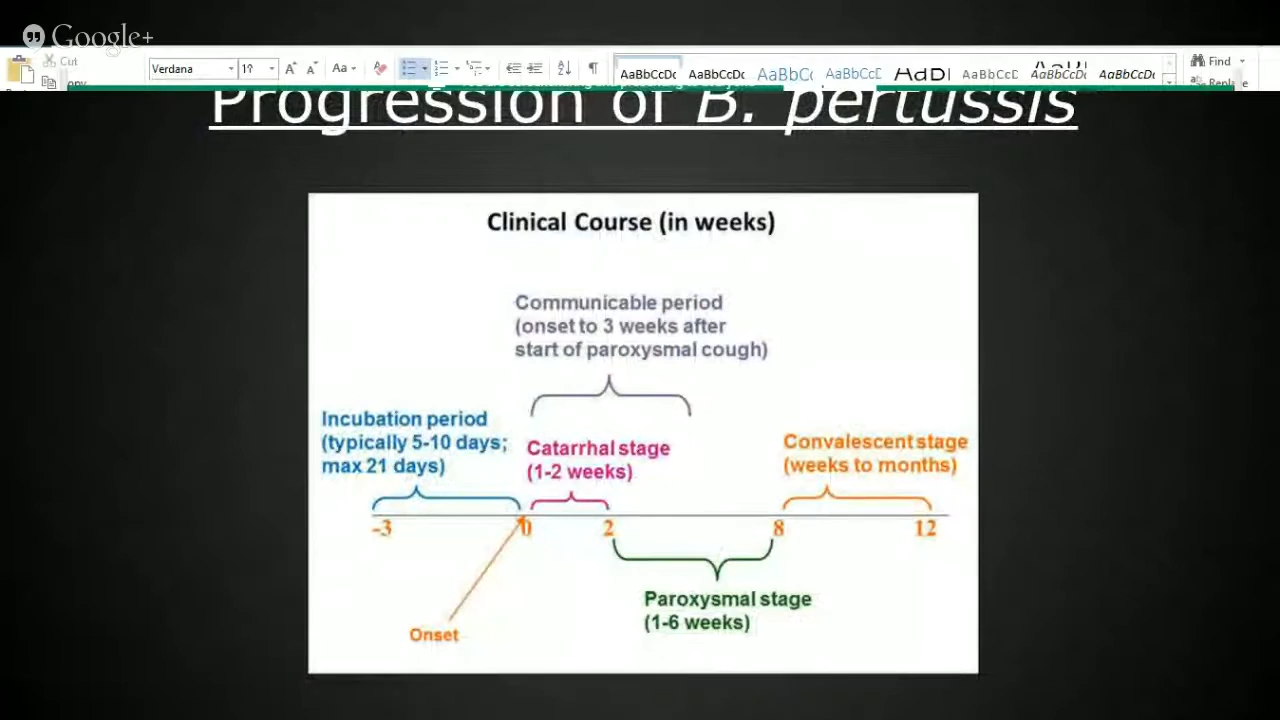 Google+
Cut
Verdana
Aa
AaBbCcDc AaBbCcDc AaBbC AaBbCcD AaBbCcD AaBbCcDc AaBbCcDc
Find
Progression of B. pertussis
Clinical Course (in weeks)
Communicable period
(onset to 3 weeks after
start of paroxysmal cough)
Incubation period
(typically 5-10 days;
max 21 days)
Catarrhal stage
(1-2 weeks)
Convalescent stage
(weeks to months)
-3 0 2 8 12
Paroxysmal stage
(1-6 weeks)
Onset